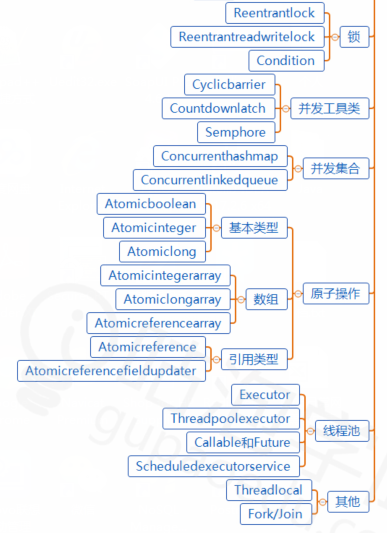 Reentrantlock
Reentrantreadwritelock
Condition
锁
Cyclicbarrier
Countdownlatch
Semphore
并发工具类
Concurrenthashmap
Concurrentlinkedqueue
并发集合
Atomicboolean
Atomicinteger
Atomiclong
基本类型
Atomicintegerarray
Atomiclongarray
Atomicreferencearray
数组
Atomicreference
Atomicreferencefieldupdater
引用类型
原子操作
Executor
Threadpoolexecutor
Callable和Future
Scheduledexecutorservice
线程池
Threadlocal
Fork/Join
其他